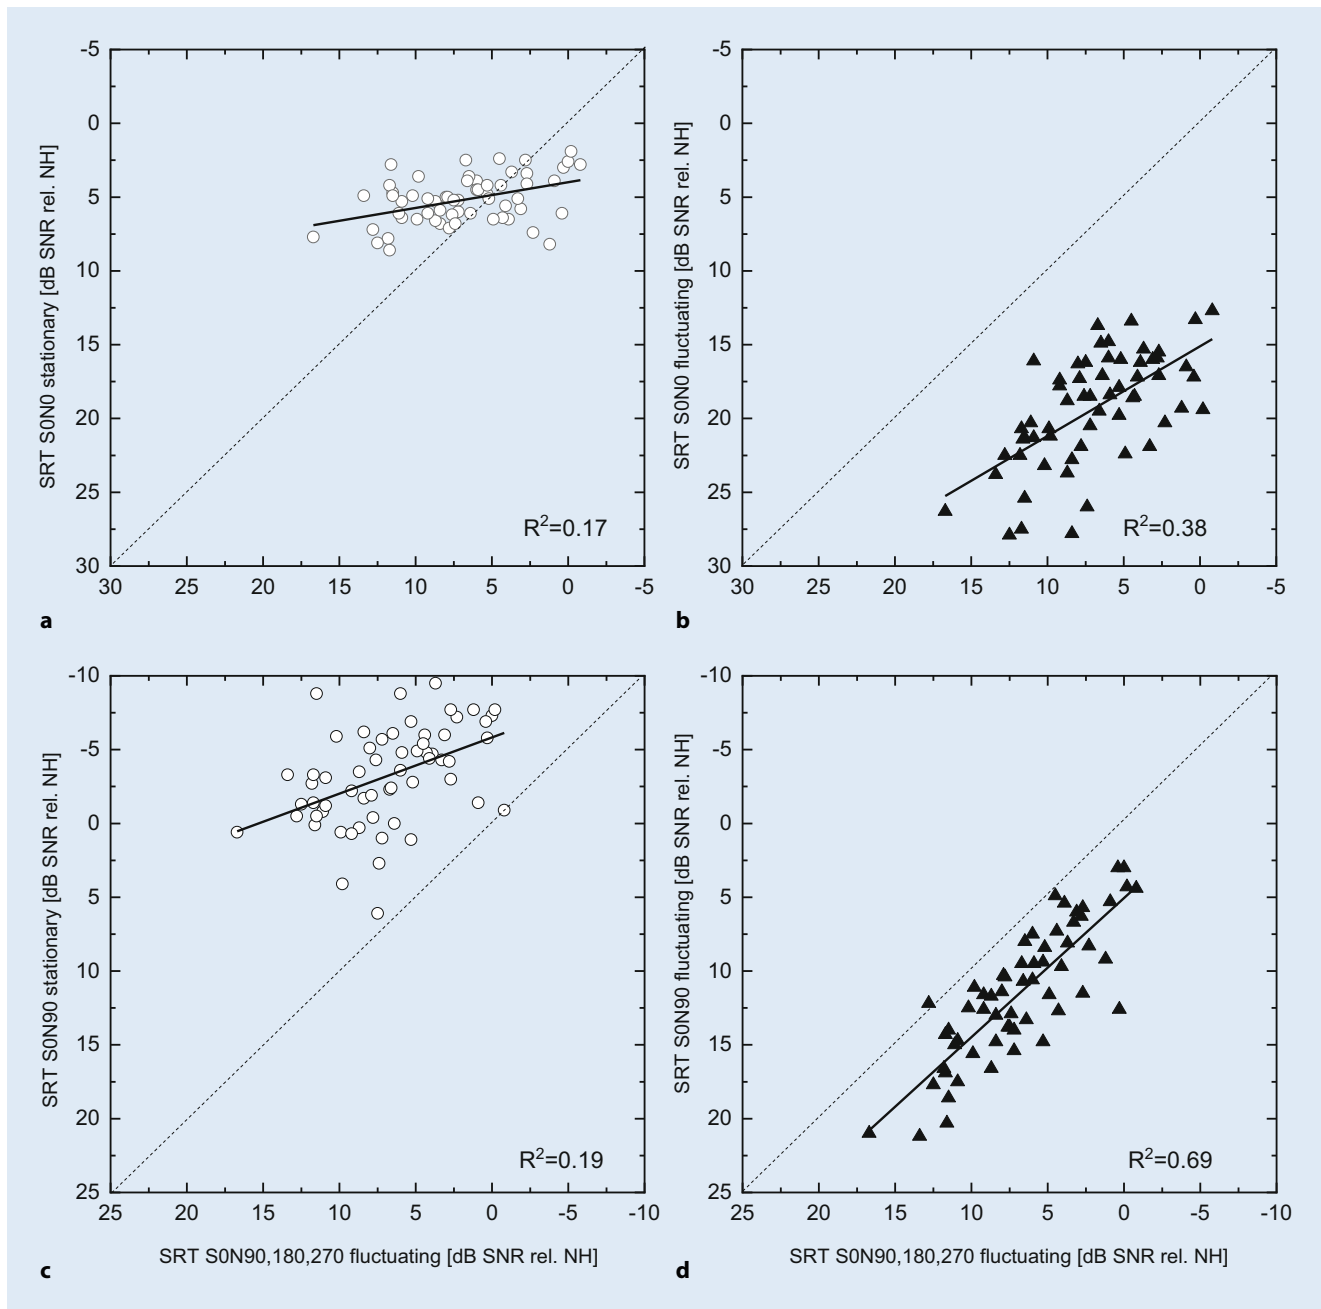 -5
0
5
10
15
20
25
30
SRT S0N0 stationary [dB SNR rel. NH]
R²=0.17
30 25 20 15 10 5 0 -5
a
-5
0
5
10
15
20
25
30
SRT S0N0 fluctuating [dB SNR rel. NH]
R²=0.38
30 25 20 15 10 5 0 -5
b
-10
-5
0
5
10
15
20
25
SRT S0N90 stationary [dB SNR rel. NH]
R²=0.19
25 20 15 10 5 0 -5 -10
SRT S0N90,180,270 fluctuating [dB SNR rel. NH]
c
-10
-5
0
5
10
15
20
25
SRT S0N90 fluctuating [dB SNR rel. NH]
R²=0.69
25 20 15 10 5 0 -5 -10
SRT S0N90,180,270 fluctuating [dB SNR rel. NH]
d